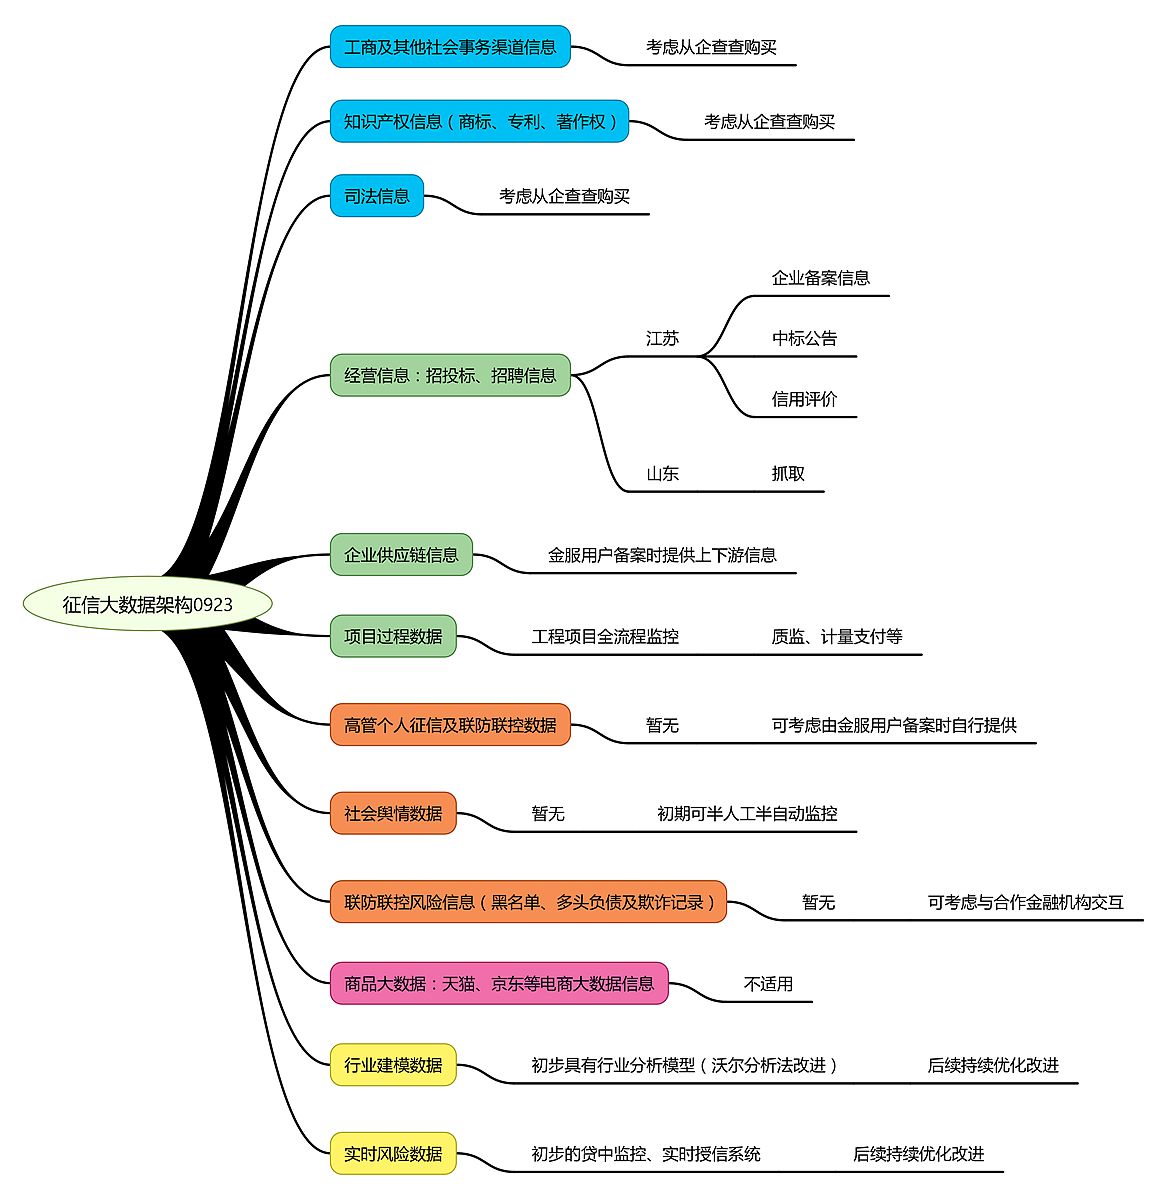 工商及其他社会事务渠道信息
考虑从企查查购买
知识产权信息（商标、专利、著作权）
考虑从企查查购买
司法信息
考虑从企查查购买
企业备案信息
江苏
中标公告
经营信息：招投标、招聘信息
信用评价
山东
抓取
企业供应链信息
金服用户备案时提供上下游信息
征信大数据架构0923
项目过程数据
工程项目全流程监控
质监、计量支付等
高管个人征信及联防联控数据
暂无
可考虑由金服用户备案时自行提供
社会舆情数据
暂无
初期可半人工半自动监控
联防联控风险信息（黑名单、多头负债及欺诈记录）
暂无
可考虑与合作金融机构交互
商品大数据：天猫、京东等电商大数据信息
不适用
行业建模数据
初步具有行业分析模型（沃尔分析法改进）
后续持续优化改进
实时风险数据
初步的贷中监控、实时授信系统
后续持续优化改进